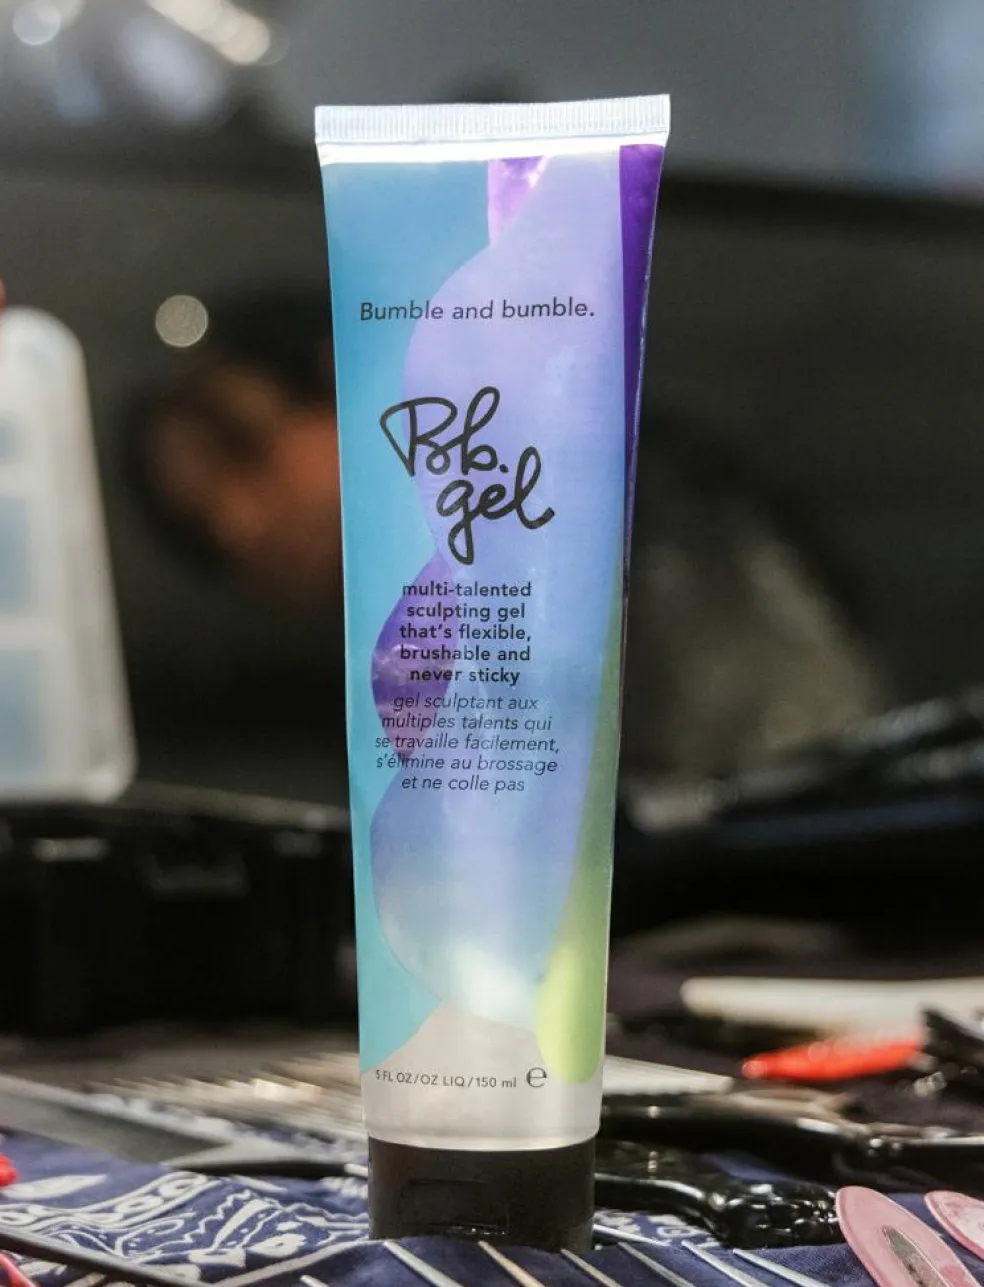 Bumble and bumble.
Bb.
gel
multi-talented
sculpting gel
that's flexible,
brushable and
never sticky
gel sculptant aux
multiples talents qui
se travaille facilement,
s'élimine au brossage
et ne colle pas
5 FL OZ/OZ LIQ/150 ml ℮